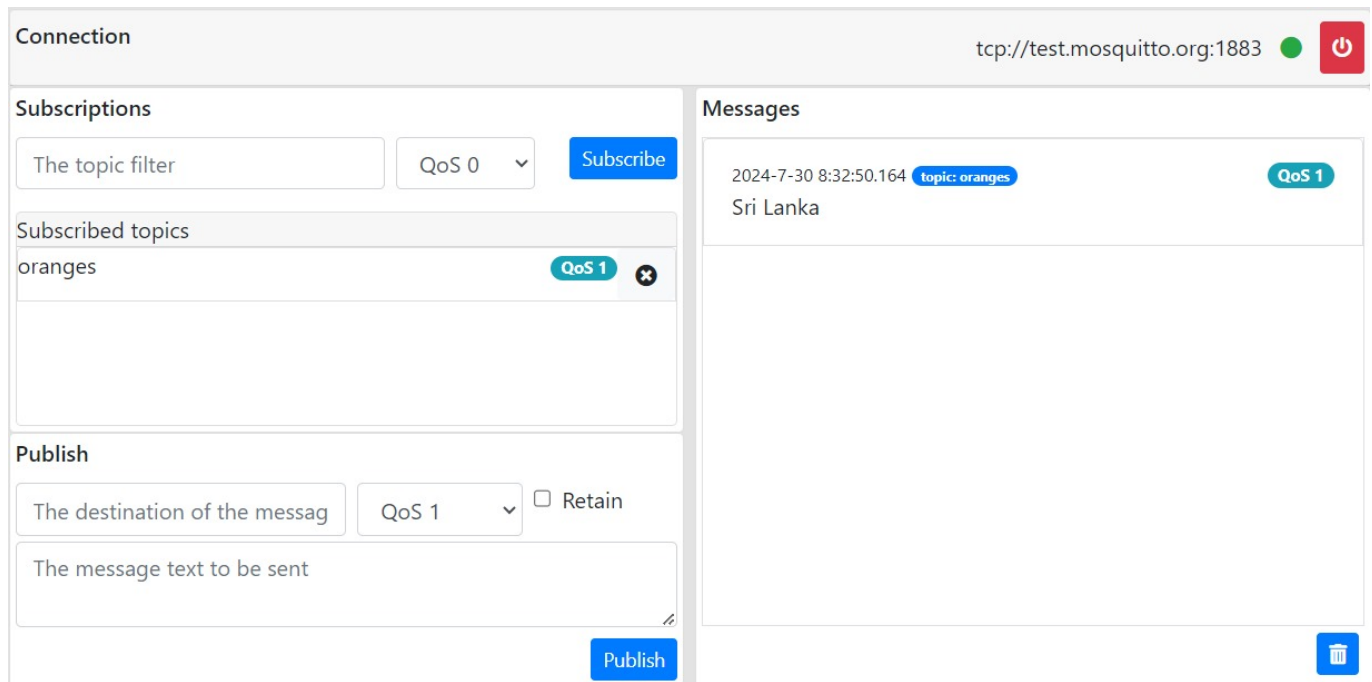 Connection
tcp://test.mosquitto.org:1883
Subscriptions
The topic filter
QoS 0
Subscribe
Subscribed topics
oranges
QoS 1
Publish
The destination of the messag
QoS 1
Retain
The message text to be sent
Publish
Messages
2024-7-30 8:32:50.164 topic: oranges
QoS 1
Sri Lanka